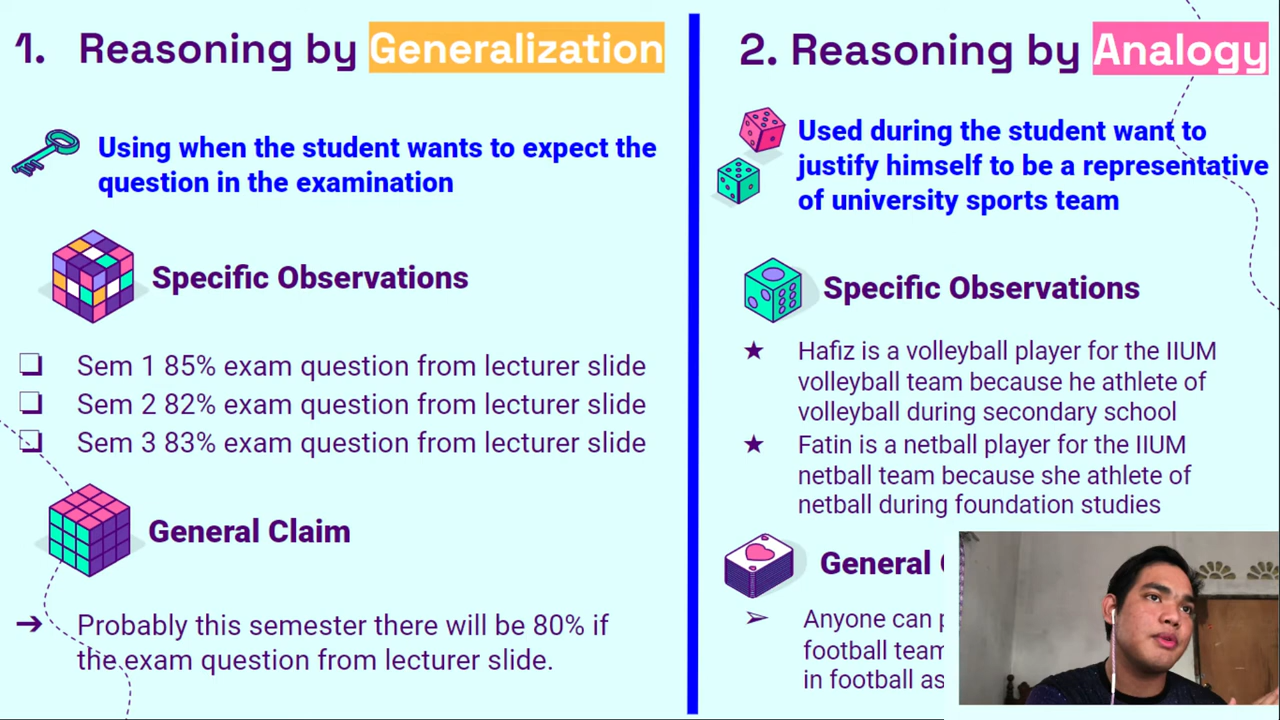 1. Reasoning by Generalization
Using when the student wants to expect the
question in the examination
Specific Observations
Sem 1 85% exam question from lecturer slide
Sem 2 82% exam question from lecturer slide
Sem 3 83% exam question from lecturer slide
General Claim
Probably this semester there will be 80% if
the exam question from lecturer slide.
2. Reasoning by Analogy
Used during the student want to
justify himself to be a representative
of university sports team
Specific Observations
Hafiz is a volleyball player for the IIUM
volleyball team because he athlete of
volleyball during secondary school
Fatin is a netball player for the IIUM
netball team because she athlete of
netball during foundation studies
General
Anyone can
football team
in football as